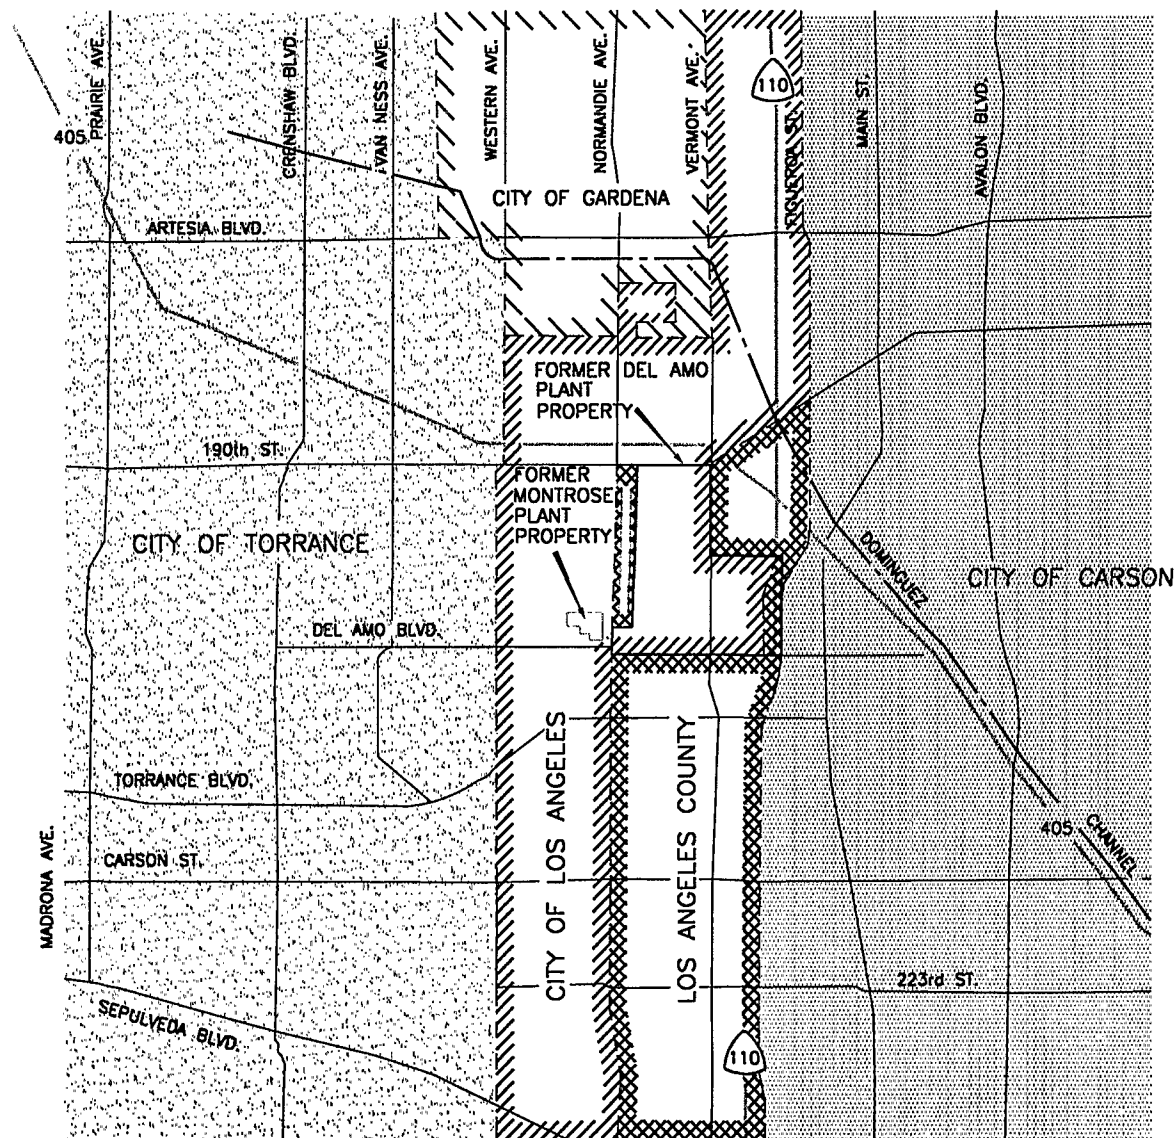 PRAIRIE AVE.
CRENSHAW BLVD.
VAN NESS AVE.
WESTERN AVE.
NORMANDIE AVE.
VERMONT AVE.
110
FIGUEROA ST.
MAIN ST.
AVALON BLVD.
405
CITY OF GARDENA
ARTESIA BLVD.
FORMER DEL AMO
PLANT
PROPERTY
190th ST.
FORMER
MONTROSE
PLANT
PROPERTY
CITY OF TORRANCE
DOMINGUEZ
CITY OF CARSON
DEL AMO BLVD.
CITY OF LOS ANGELES
LOS ANGELES COUNTY
TORRANCE BLVD.
405
CHANNEL
MADRONA AVE.
CARSON ST.
223rd ST.
SEPULVEDA BLVD.
110